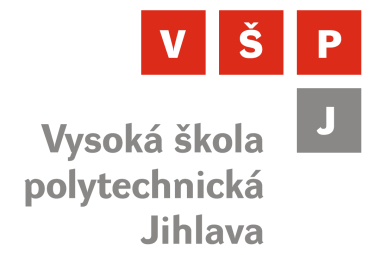 V Š P
J
Vysoká škola
polytechnická
Jihlava